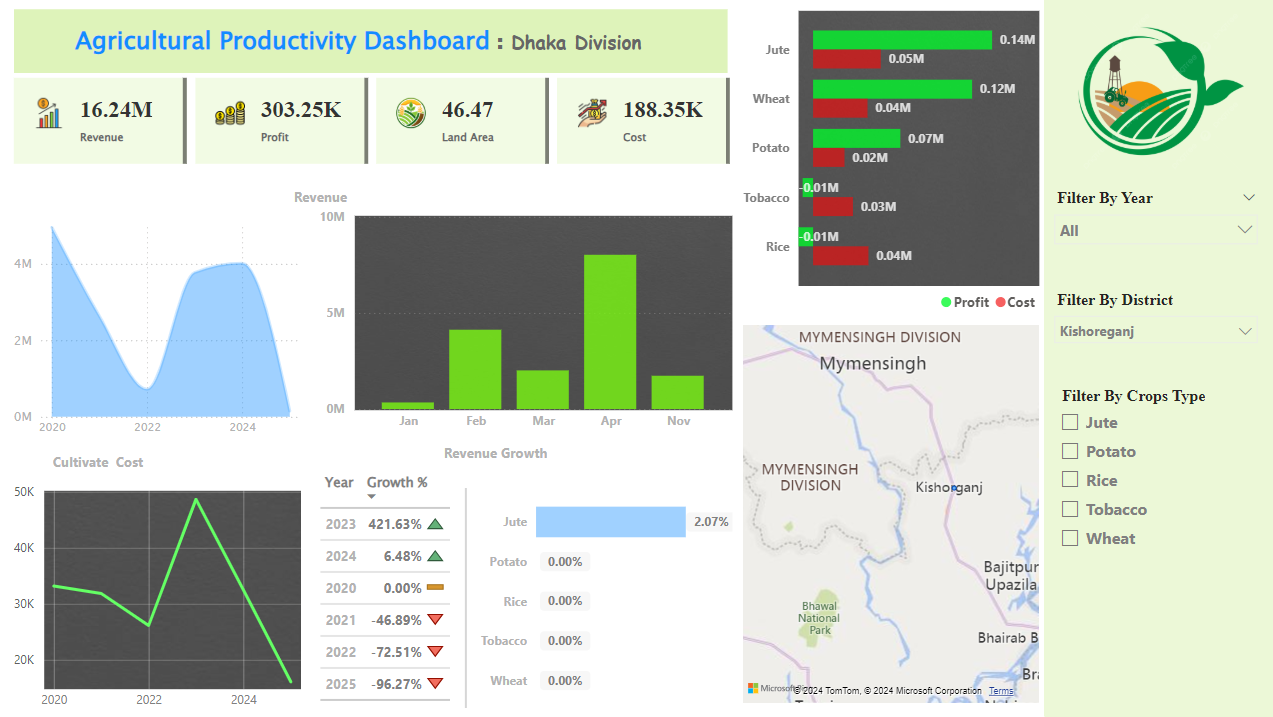 Agricultural Productivity Dashboard : Dhaka Division
16.24M
Revenue
303.25K
Profit
46.47
Land Area
188.35K
Cost
Revenue
4M
2M
0M
2020
2022
2024
10M
5M
0M
Jan
Feb
Mar
Apr
Nov
Cultivate Cost
50K
40K
30K
20K
2020
2022
2024
Revenue Growth
Year Growth %
2023 421.63%
2024 6.48%
2020 0.00%
2021 -46.89%
2022 -72.51%
2025 -96.27%
Jute 2.07%
Potato 0.00%
Rice 0.00%
Tobacco 0.00%
Wheat 0.00%
Jute
0.14M
0.05M
Wheat
0.12M
0.04M
Potato
0.07M
0.02M
Tobacco
-0.01M
0.03M
Rice
-0.01M
0.04M
Profit Cost
MYMENSINGH DIVISION
Mymensingh
MYMENSINGH
DIVISION
Kishorganj
Bajitpur
Upazila
Bhawal
National
Park
Bhairab B
Bra
Microsoft
© 2024 TomTom, © 2024 Microsoft Corporation Terms
Filter By Year
All
Filter By District
Kishoreganj
Filter By Crops Type
Jute
Potato
Rice
Tobacco
Wheat